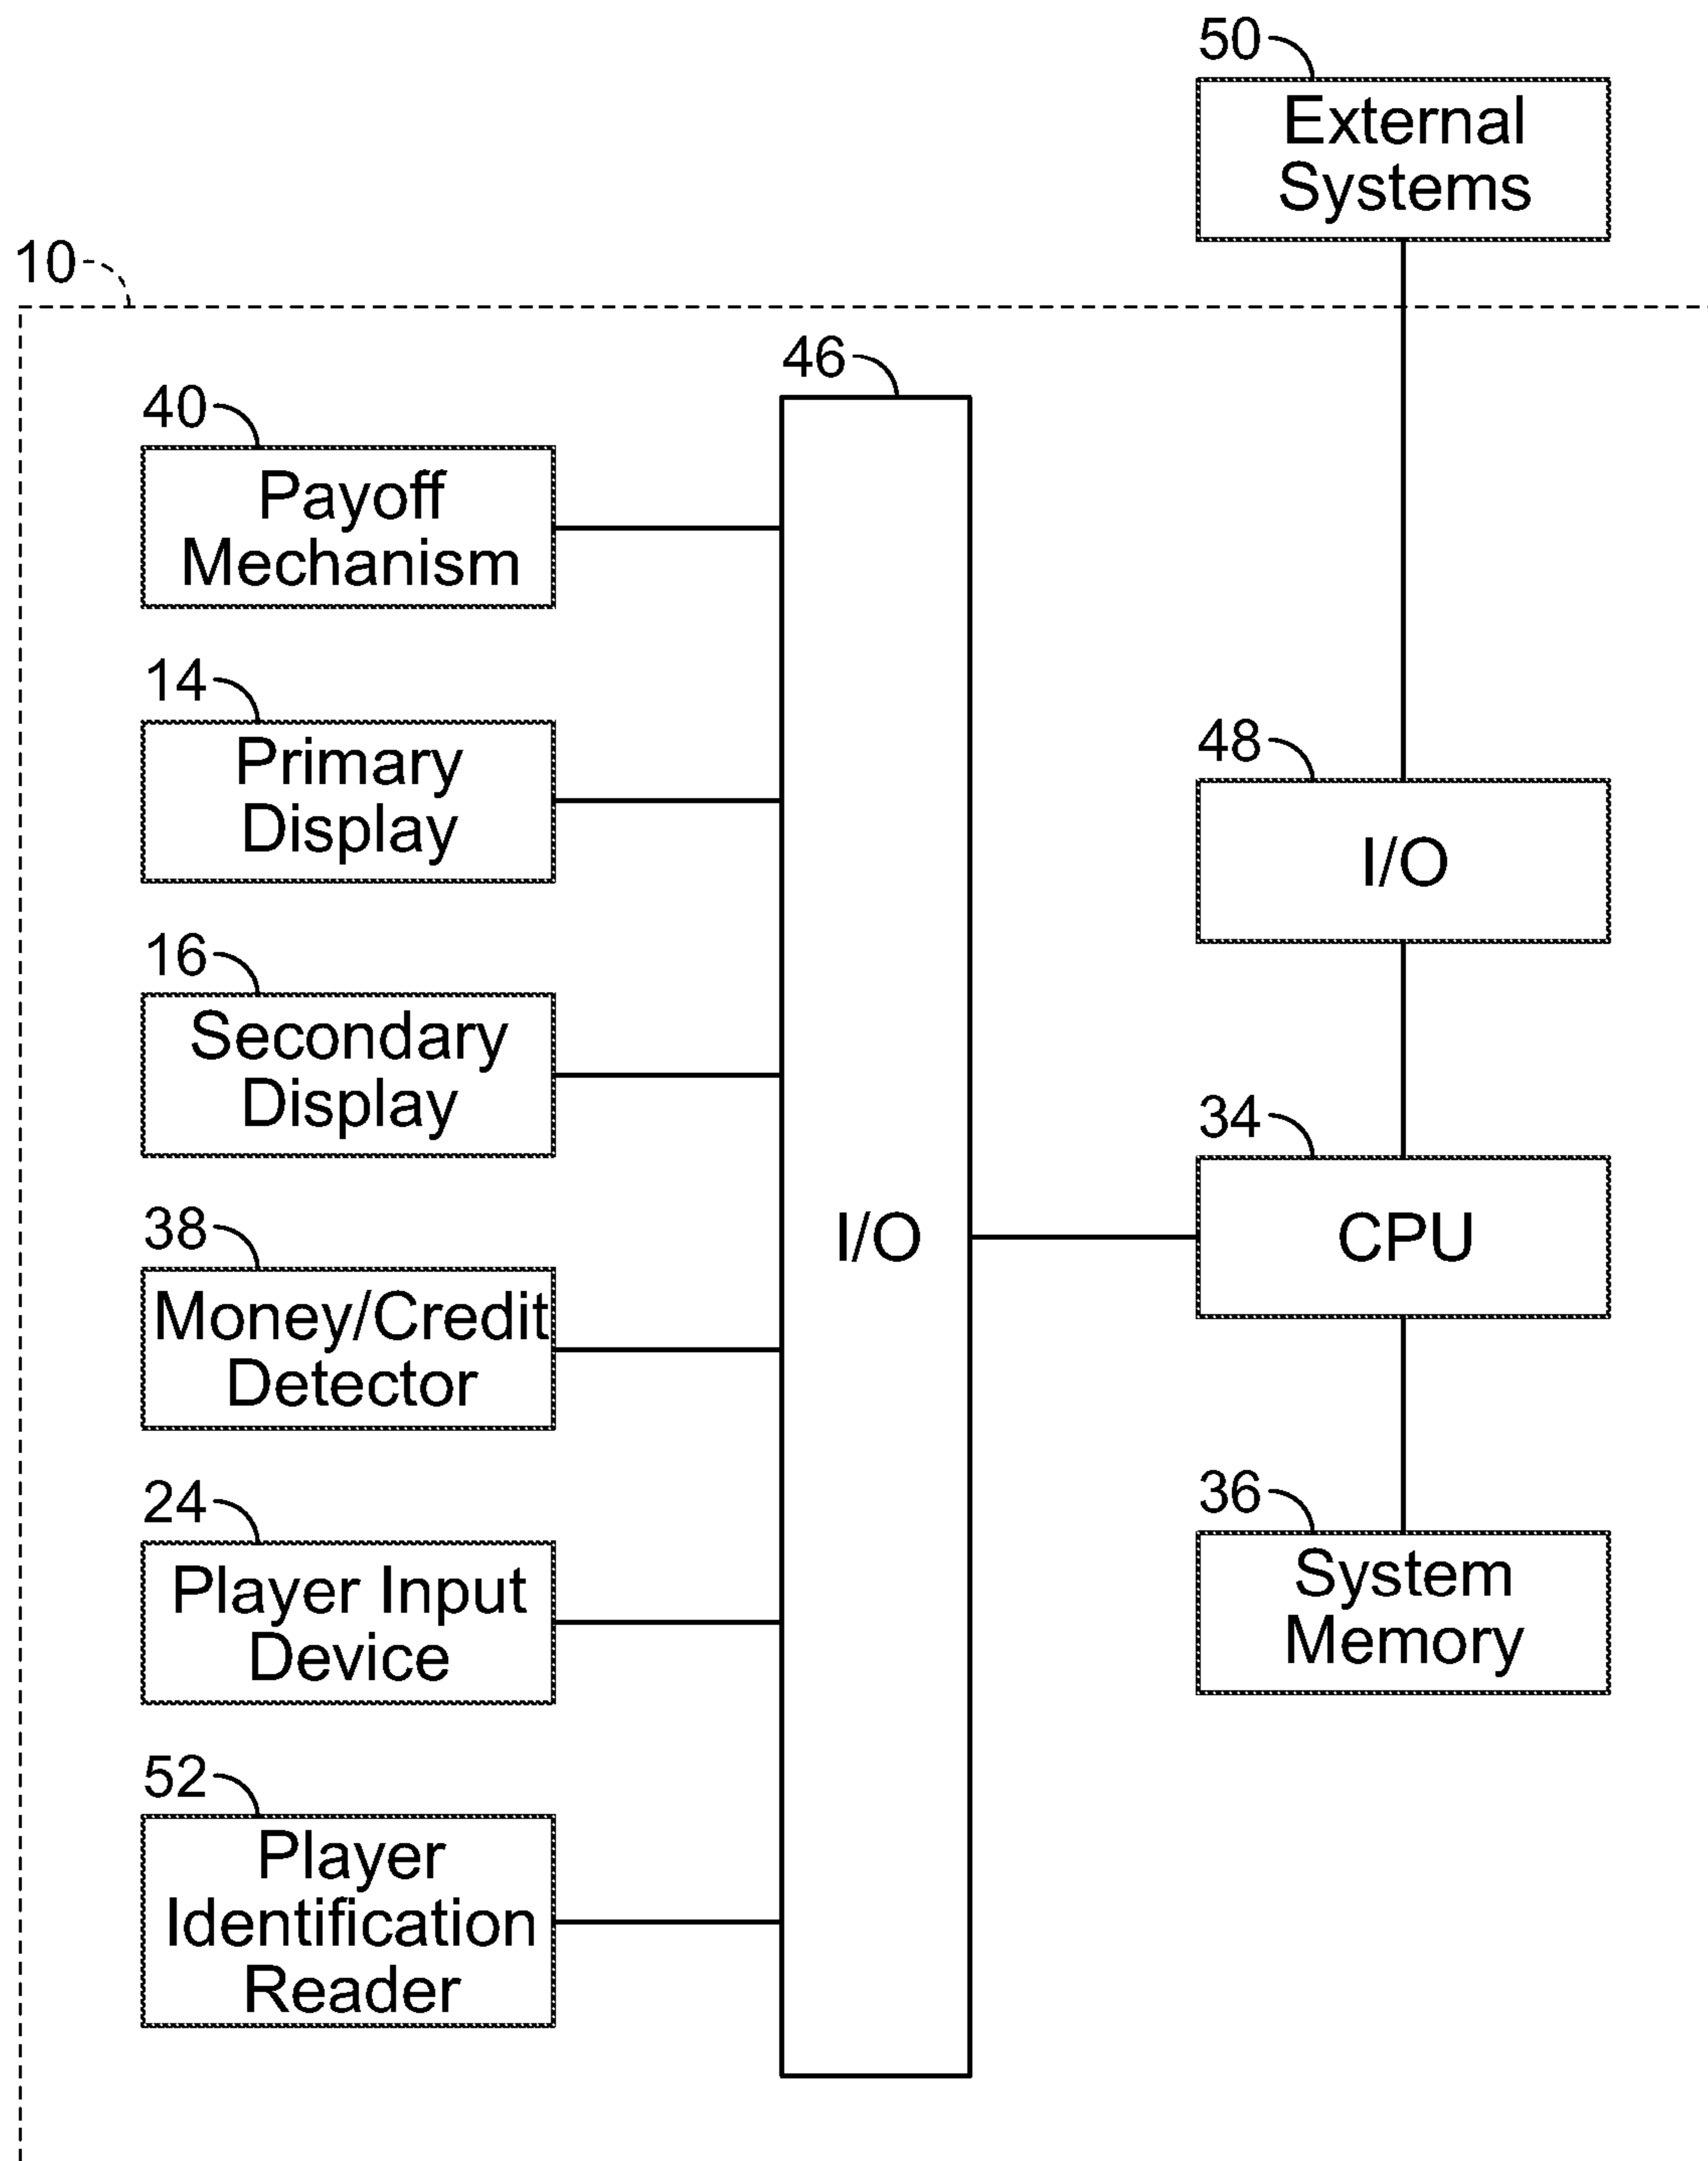 50
External
Systems
10
46
40
Payoff
Mechanism
14
Primary
Display
48
I/O
16
Secondary
Display
34
CPU
I/O
38
Money/Credit
Detector
24
Player Input
Device
36
System
Memory
52
Player
Identification
Reader